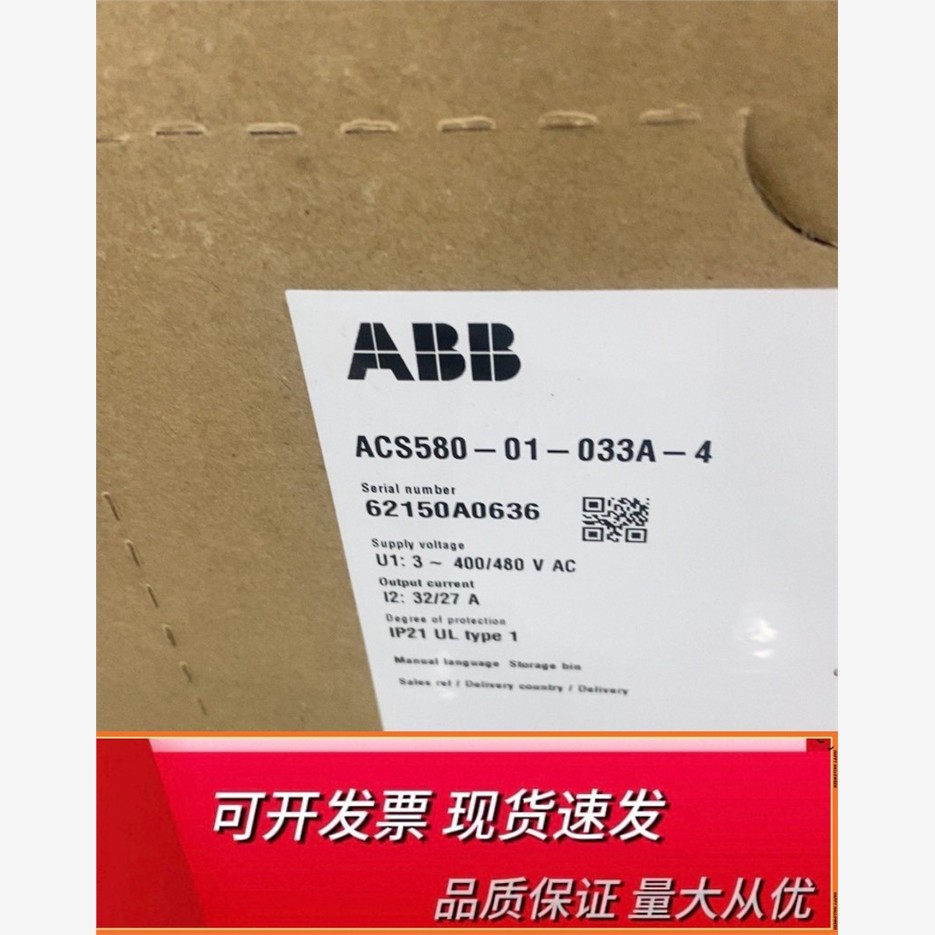 ABB
ACS580-01-033A-4
Serial number
62150A0636
Supply voltage
U1: 3 ~ 400/480 V AC
Output current
I2: 32/27 A
Degree of protection
IP21 UL type 1
Manual language Storage bin
Sales ref / Delivery country / Delivery
可开发票 现货速发
品质保证 量大从优